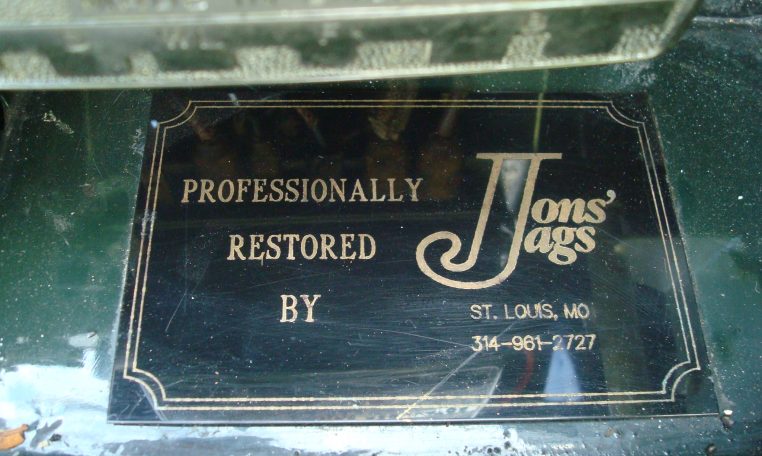 PROFESSIONALLY
RESTORED
BY
Jons'
Jags
ST. LOUIS, MO
314-961-2727